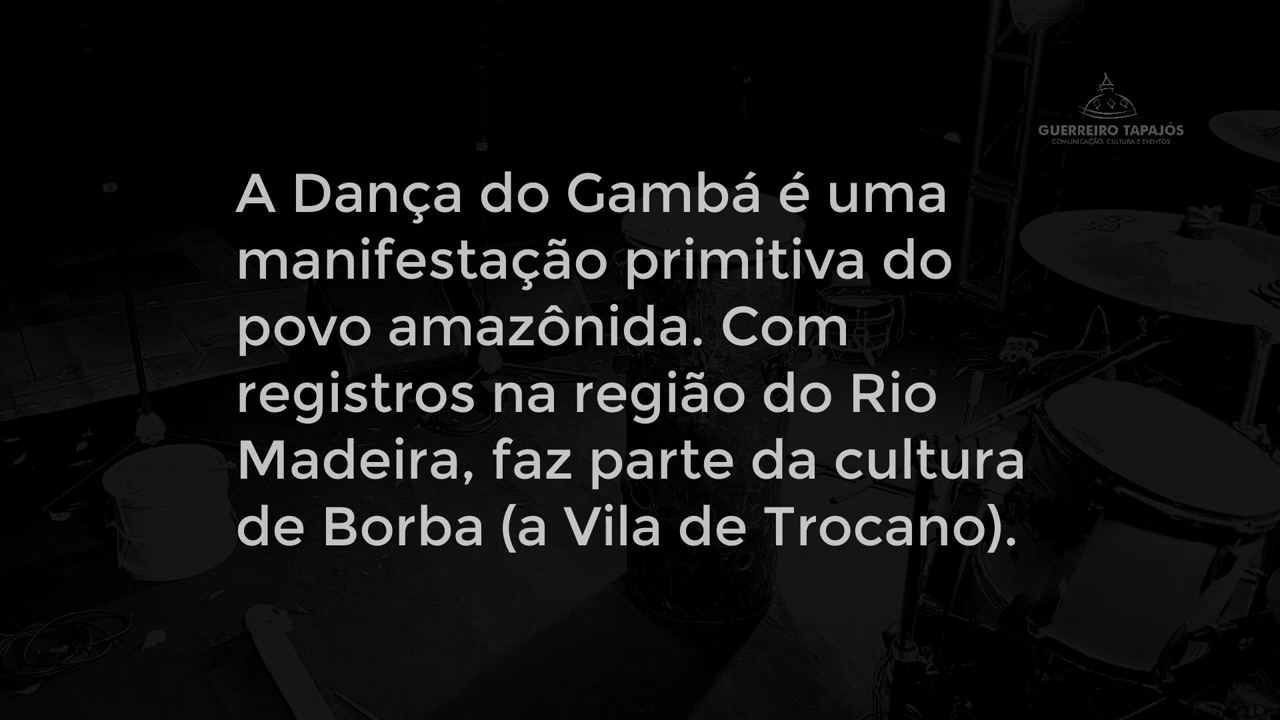 GUERREIRO TAPAJÓS
COMUNICAÇÃO, CULTURA E EVENTOS
A Dança do Gambá é uma
manifestação primitiva do
povo amazônida. Com
registros na região do Rio
Madeira, faz parte da cultura
de Borba (a Vila de Trocano).